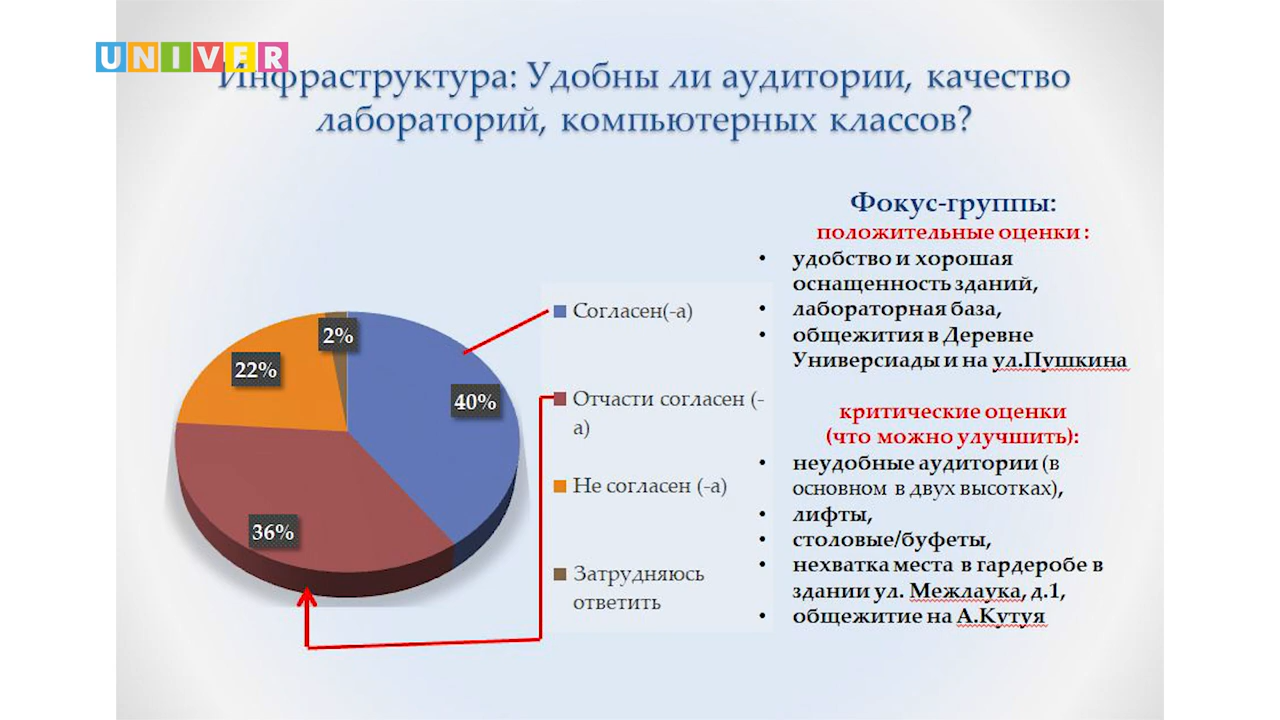 UNIVER
Инфраструктура: Удобны ли аудитории, качество
лабораторий, компьютерных классов?
2%
22%
40%
36%
Согласен(-а)
Отчасти согласен (-
а)
Не согласен (-а)
Затрудняюсь
ответить
Фокус-группы:
положительные оценки :
• удобство и хорошая
оснащенность зданий,
• лабораторная база,
• общежития в Деревне
Универсиады и на ул.Пушкина
критические оценки
(что можно улучшить):
• неудобные аудитории (в
основном в двух высотках),
• лифты,
• столовые/буфеты,
• нехватка места в гардеробе в
здании ул. Межлаука, д.1,
• общежитие на А.Кутуя